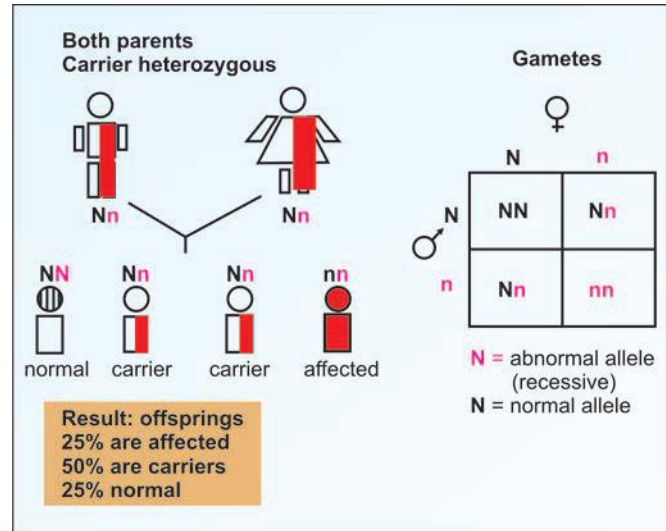 Both parents
Carrier heterozygous
Nn
Nn
NN
Nn
Nn
nn
normal
carrier
carrier
affected
Result: offsprings
25% are affected
50% are carriers
25% normal
Gametes
♀
N
n
♂
N
NN
Nn
n
Nn
nn
N = abnormal allele
(recessive)
N = normal allele